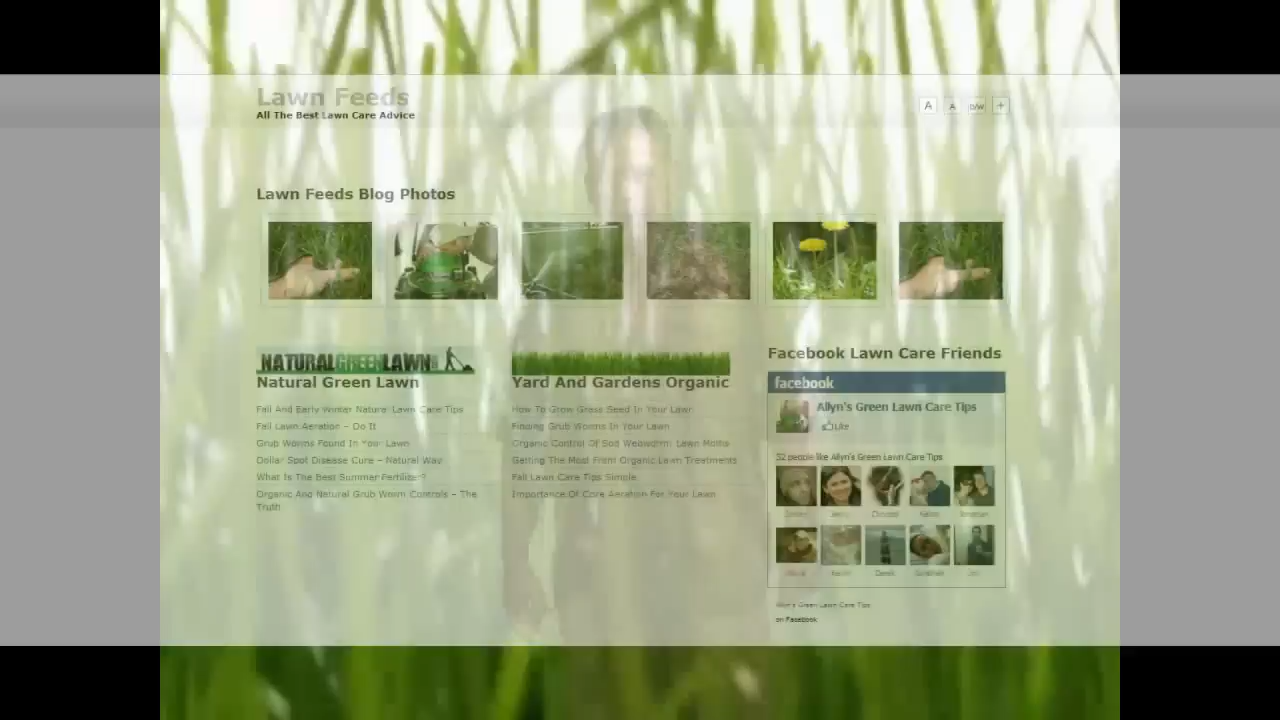 Lawn Feeds
All The Best Lawn Care Advice
A A b/w +
Lawn Feeds Blog Photos
NATURALGREENLAWN
Natural Green Lawn
Fall And Early Winter Natural Lawn Care Tips
Fall Lawn Aeration – Do It
Grub Worms Found In Your Lawn
Dollar Spot Disease Cure – Natural Way
What Is The Best Summer Fertilizer?
Organic And Natural Grub Worm Controls – The
Truth
Yard And Gardens Organic
How To Grow Grass Seed In Your Lawn
Finding Grub Worms In Your Lawn
Organic Control Of Sod Webworm: Lawn Moths
Getting The Most From Organic Lawn Treatments
Fall Lawn Care Tips Simple
Importance Of Core Aeration For Your Lawn
Facebook Lawn Care Friends
facebook
Allyn's Green Lawn Care Tips
Like
52 people like Allyn's Green Lawn Care Tips
Kevin Derek
Allyn's Green Lawn Care Tips
on Facebook